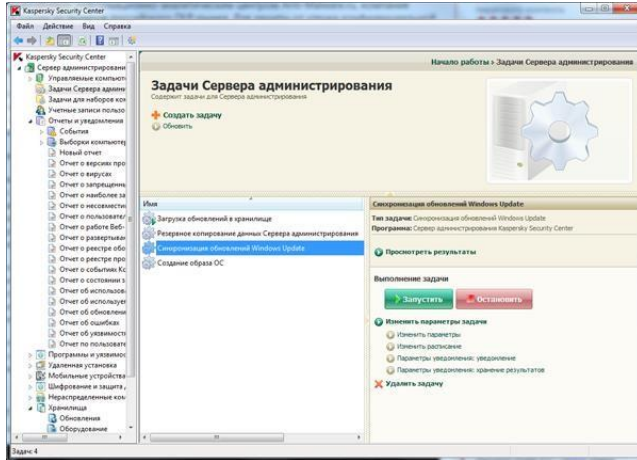 Kaspersky Security Center
Файл Действие Вид Справка
Начало работы › Задачи Сервера администрирования
Kaspersky Security Center
Сервер администрировани
Управляемые компьют
Задачи Сервера админи
Задачи для наборов ком
Учетные записи пользо
Отчеты и уведомления
События
Выборки компьютер
Новый отчет
Отчет о версиях про
Отчет о вирусах
Отчет о запрещенны
Отчет о наиболее за
Отчет о несовмести
Отчет о пользовател
Отчет о работе Веб-
Отчет о развертыван
Отчет о реестре обо
Отчет о реестре про
Отчет о событиях Ко
Отчет о состоянии з
Отчет об использов
Отчет об используе
Отчет об обновлени
Отчет об ошибках
Отчет об уязвимост
Отчет по пользовате
Программы и уязвимос
Удаленная установка
Мобильные устройства
Шифрование и защита
Нераспределенные ком
Хранилища
Обновления
Оборудование
Задачи Сервера администрирования
Содержит задачи для Сервера администрирования
Создать задачу
Обновить
Имя
Загрузка обновлений в хранилище
Резервное копирование данных Сервера администрирования
Синхронизация обновлений Windows Update
Создание образа ОС
Синхронизация обновлений Windows Update
Тип задачи: Синхронизация обновлений Windows Update
Программа: Сервер администрирования Kaspersky Security Center
Просмотреть результаты
Выполнение задачи
Запустить Остановить
Изменить параметры задачи
Изменить параметры
Изменить расписание
Параметры уведомления: уведомление
Параметры уведомления: хранение результатов
Удалить задачу
Задач: 4